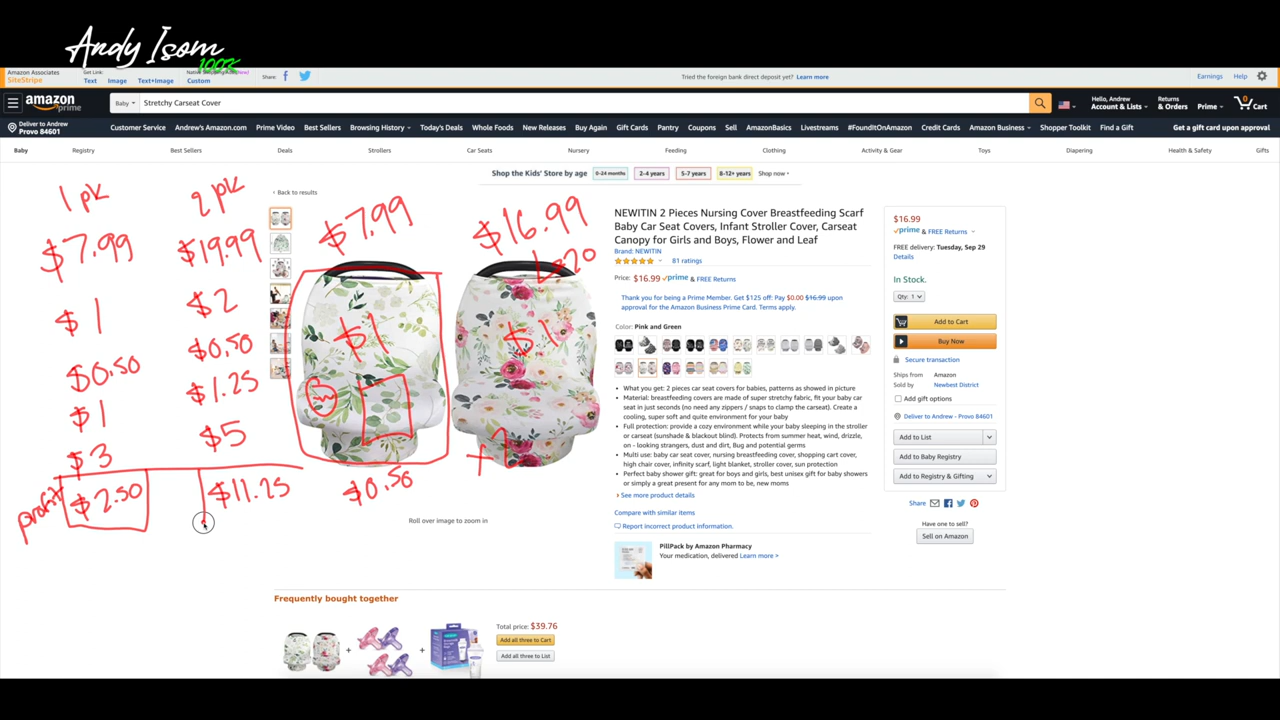 Andy Isom
100K
Amazon Associates
SiteStripe
Get Link:
Text Image Text+Image
Custom
Share:
Tried the foreign bank direct deposit yet? Learn more
Earnings Help
amazon prime
Baby Stretchy Carseat Cover
Hello, Andrew
Account & Lists
Returns
& Orders
Prime
0
Cart
Deliver to Andrew
Provo 84601
Customer Service Andrew's Amazon.com Prime Video Best Sellers Browsing History Today's Deals Whole Foods New Releases Buy Again Gift Cards Pantry Coupons Sell AmazonBasics Livestreams #FoundItOnAmazon Credit Cards Amazon Business Shopper Toolkit Find a Gift Get a gift card upon approval
Baby Registry Best Sellers Deals Strollers Car Seats Nursery Feeding Clothing Activity & Gear Toys Diapering Health & Safety Gifts
Shop the Kids' Store by age 0-24 months 2-4 years 5-7 years 8-12+ years Shop now
1 pk
$7.99
$1
$0.50
$1
$3
profit $2.50
2 pk
$19.99
$2
$0.50
$1.25
$5
$11.25
‹ Back to results
$7.99
$16.99
20
$1
$1
$0.50
Roll over image to zoom in
NEWITIN 2 Pieces Nursing Cover Breastfeeding Scarf
Baby Car Seat Covers, Infant Stroller Cover, Carseat
Canopy for Girls and Boys, Flower and Leaf
Brand: NEWITIN
81 ratings
Price: $16.99 prime & FREE Returns
Thank you for being a Prime Member. Get $125 off: Pay $0.00 $16.99 upon
approval for the Amazon Business Prime Card. Terms apply.
Color: Pink and Green
• What you get: 2 pieces car seat covers for babies, patterns as showed in picture
• Material: breastfeeding covers are made of super stretchy fabric, fit your baby car
seat in just seconds (no need any zippers / snaps to clamp the carseat). Create a
cooling, super soft and quite environment for your baby
• Full protection: provide a cozy environment while your baby sleeping in the stroller
or carseat (sunshade & blackout blind). Protects from summer heat, wind, drizzle,
on - looking strangers, dust and dirt, Bug and potential germs
• Multi use: baby car seat cover, nursing breastfeeding cover, shopping cart cover,
high chair cover, infinity scarf, light blanket, stroller cover, sun protection
• Perfect baby shower gift: great for boys and girls, best unisex gift for baby showers
or simply a great present for any mom to be, new moms
› See more product details
Compare with similar items
Report incorrect product information.
PillPack by Amazon Pharmacy
Your medication, delivered Learn more »
$16.99
prime & FREE Returns
FREE delivery: Tuesday, Sep 29
Details
In Stock.
Qty: 1
Add to Cart
Buy Now
Secure transaction
Ships from Amazon
Sold by Newbest District
Add gift options
Deliver to Andrew - Provo 84601
Add to List
Add to Baby Registry
Add to Registry & Gifting
Share
Have one to sell?
Sell on Amazon
Frequently bought together
+ +
Total price: $39.76
Add all three to Cart
Add all three to List